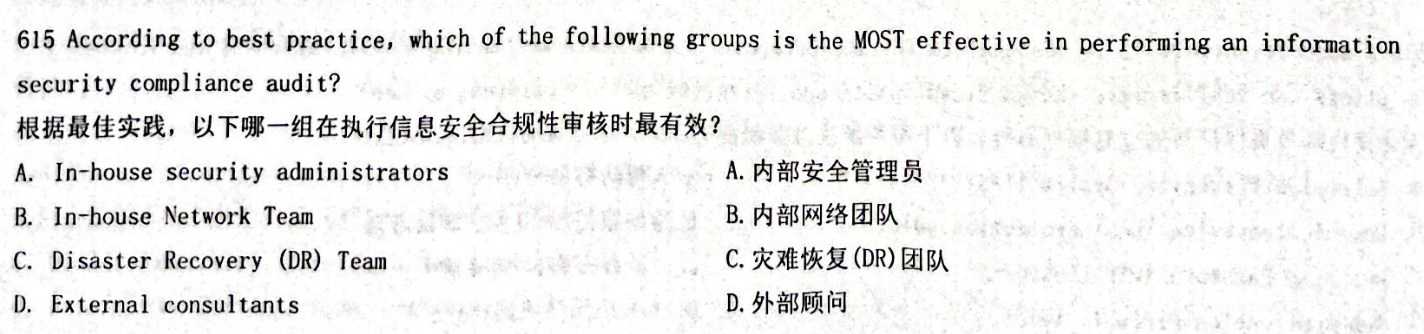 615 According to best practice, which of the following groups is the MOST effective in performing an information
security compliance audit?
根据最佳实践，以下哪一组在执行信息安全合规性审核时最有效？
A. In-house security administrators A.内部安全管理员
B. In-house Network Team B.内部网络团队
C. Disaster Recovery (DR) Team C.灾难恢复(DR)团队
D. External consultants D.外部顾问